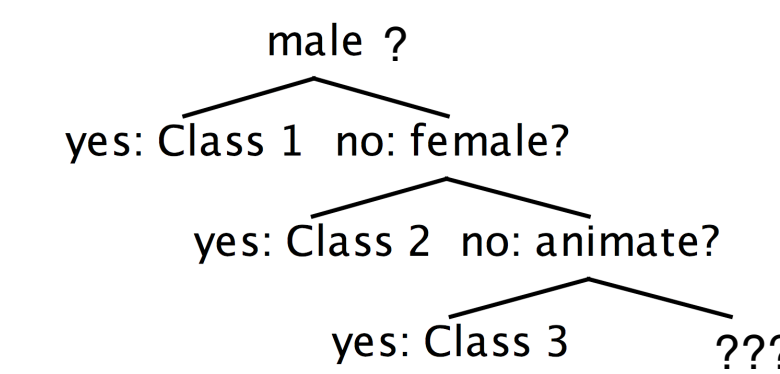 male ?
yes: Class 1 no: female?
yes: Class 2 no: animate?
yes: Class 3 ???